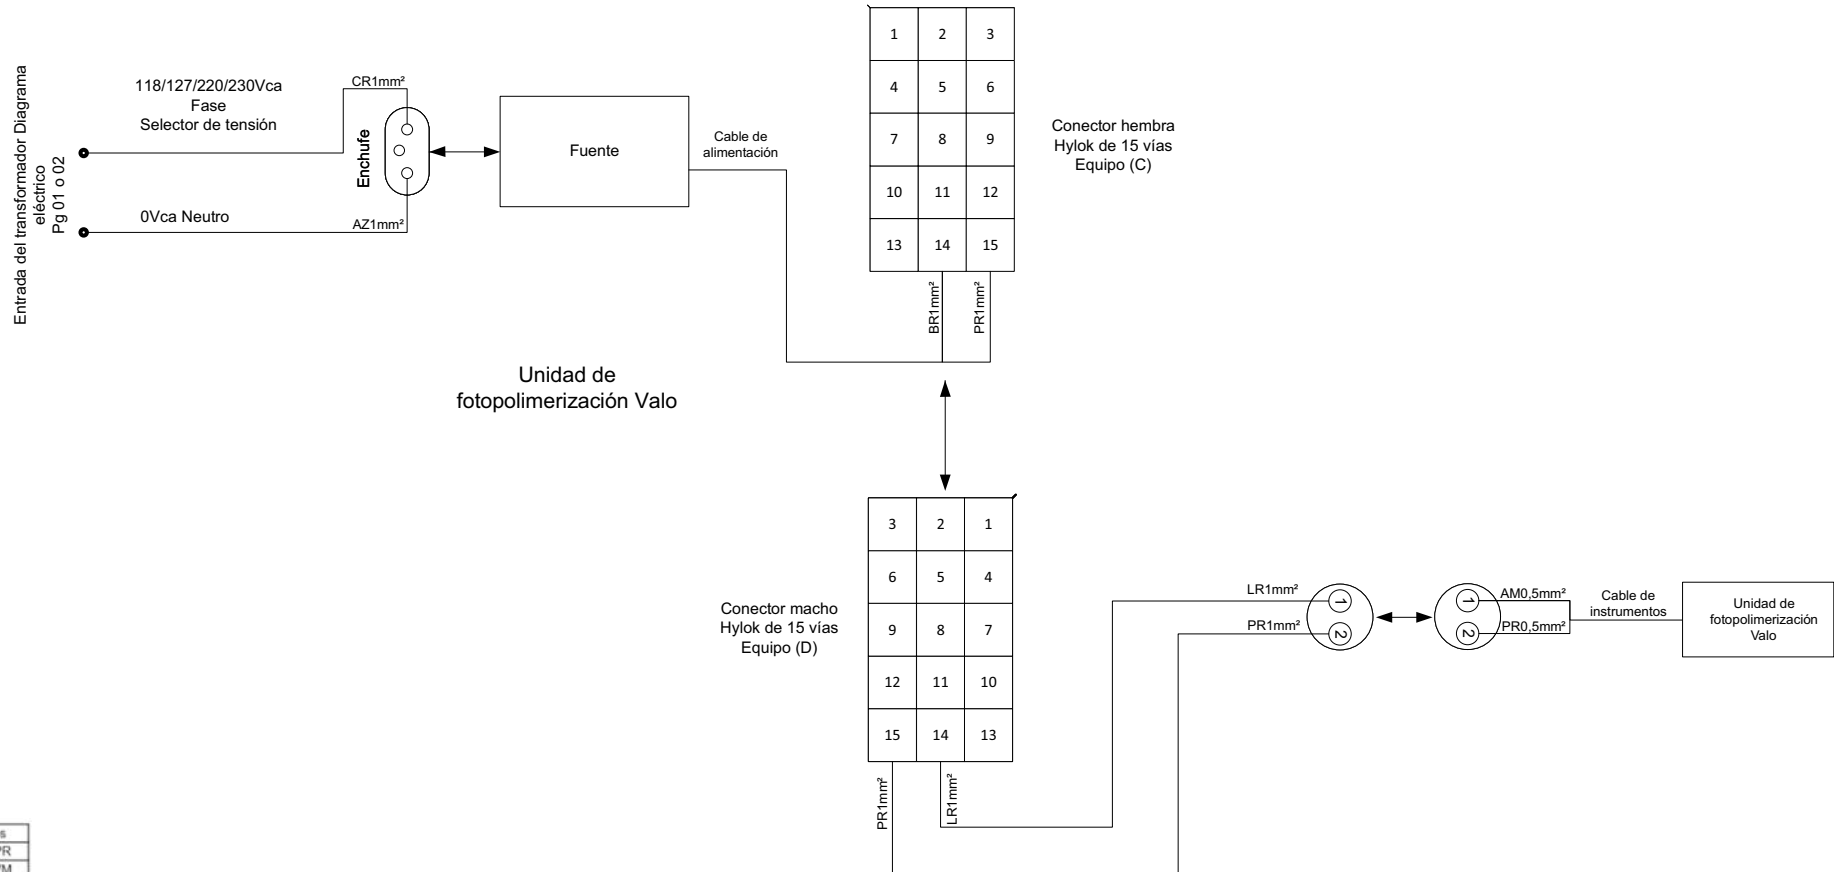 Entrada del transformador Diagrama
eléctrico
Pg 01 o 02
118/127/220/230Vca
Fase
Selector de tensión
0Vca Neutro
CR1mm²
AZ1mm²
Enchufe
Fuente
Cable de
alimentación
1 2 3
4 5 6
7 8 9
10 11 12
13 14 15
BR1mm²
PR1mm²
Conector hembra
Hylok de 15 vías
Equipo (C)
Unidad de
fotopolimerización Valo
Conector macho
Hylok de 15 vías
Equipo (D)
3 2 1
6 5 4
9 8 7
12 11 10
15 14 13
PR1mm²
LR1mm²
LR1mm²
PR1mm²
1
2
1
2
AM0,5mm²
PR0,5mm²
Cable de
instrumentos
Unidad de
fotopolimerización
Valo